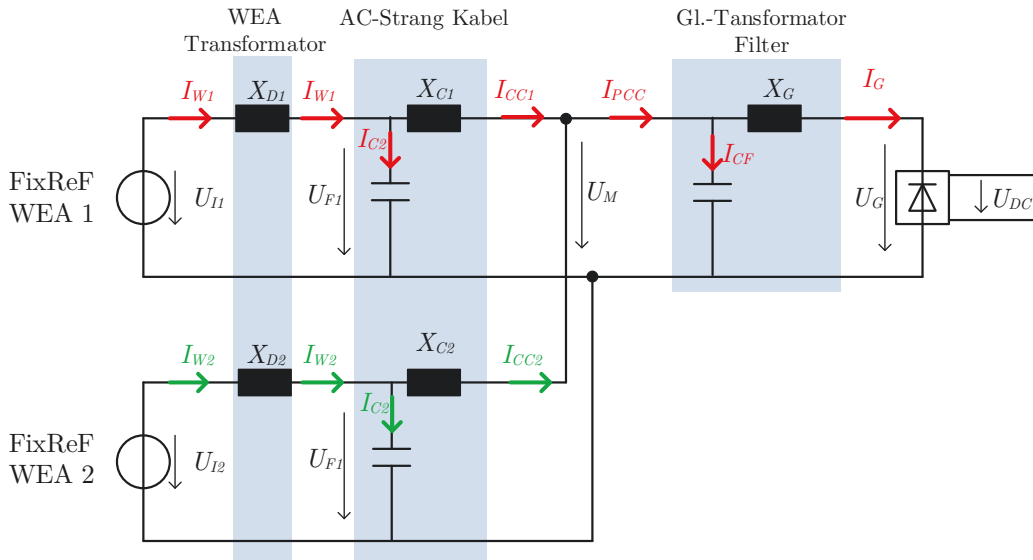 WEA
Transformator
AC-Strang Kabel
Gl.-Tansformator
Filter
I_W1
X_D1
I_W1
X_C1
I_CC1
I_PCC
X_G
I_G
I_C2
I_CF
FixReF
WEA 1
U_I1
U_F1
U_M
U_G
U_DC
I_W2
X_D2
I_W2
X_C2
I_CC2
I_C2
FixReF
WEA 2
U_I2
U_F1